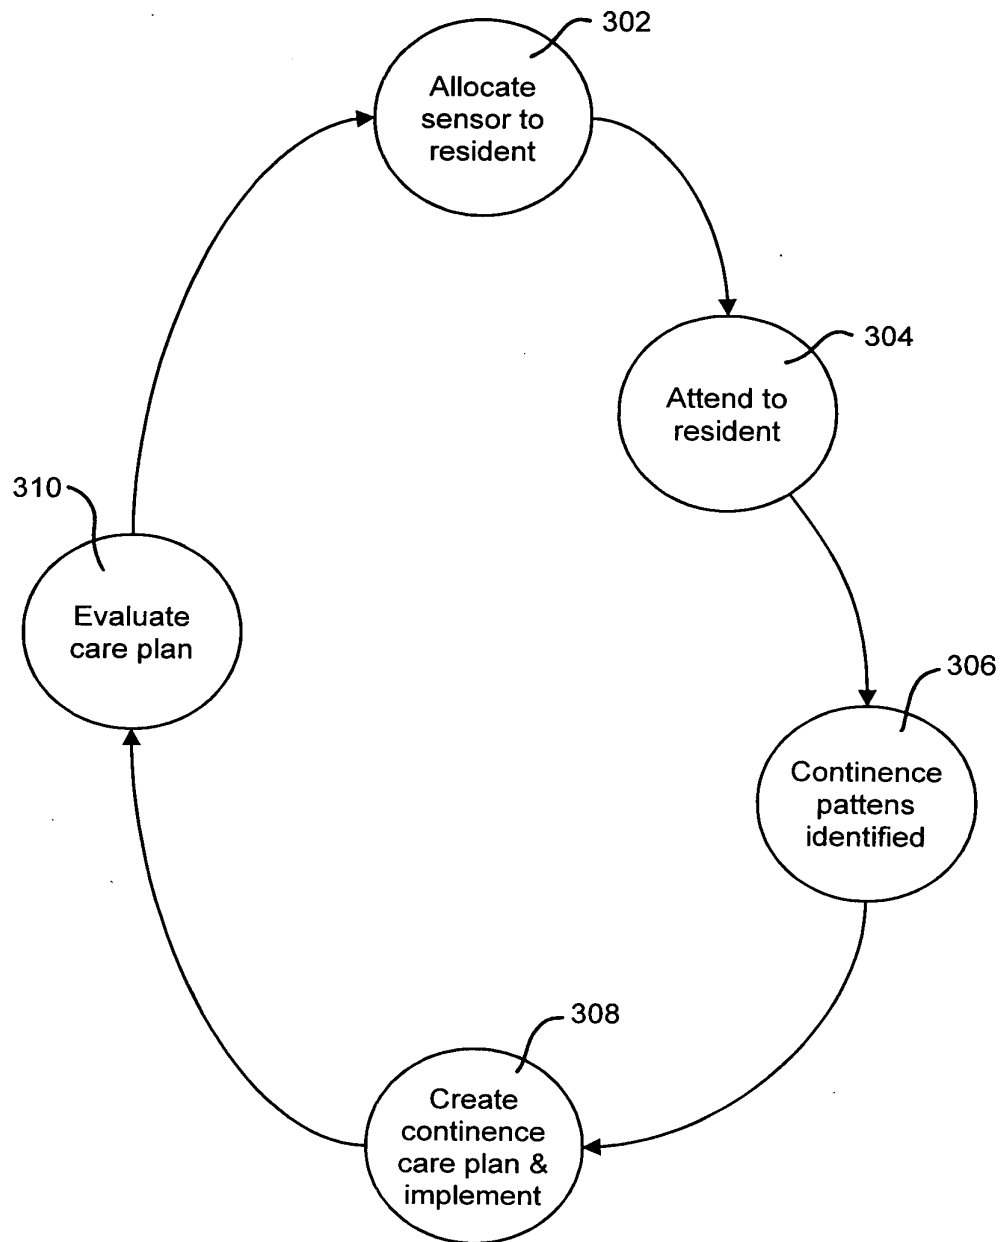 302
Allocate
sensor to
resident
304
Attend to
resident
306
Continence
pattens
identified
308
Create
continence
care plan &
implement
310
Evaluate
care plan